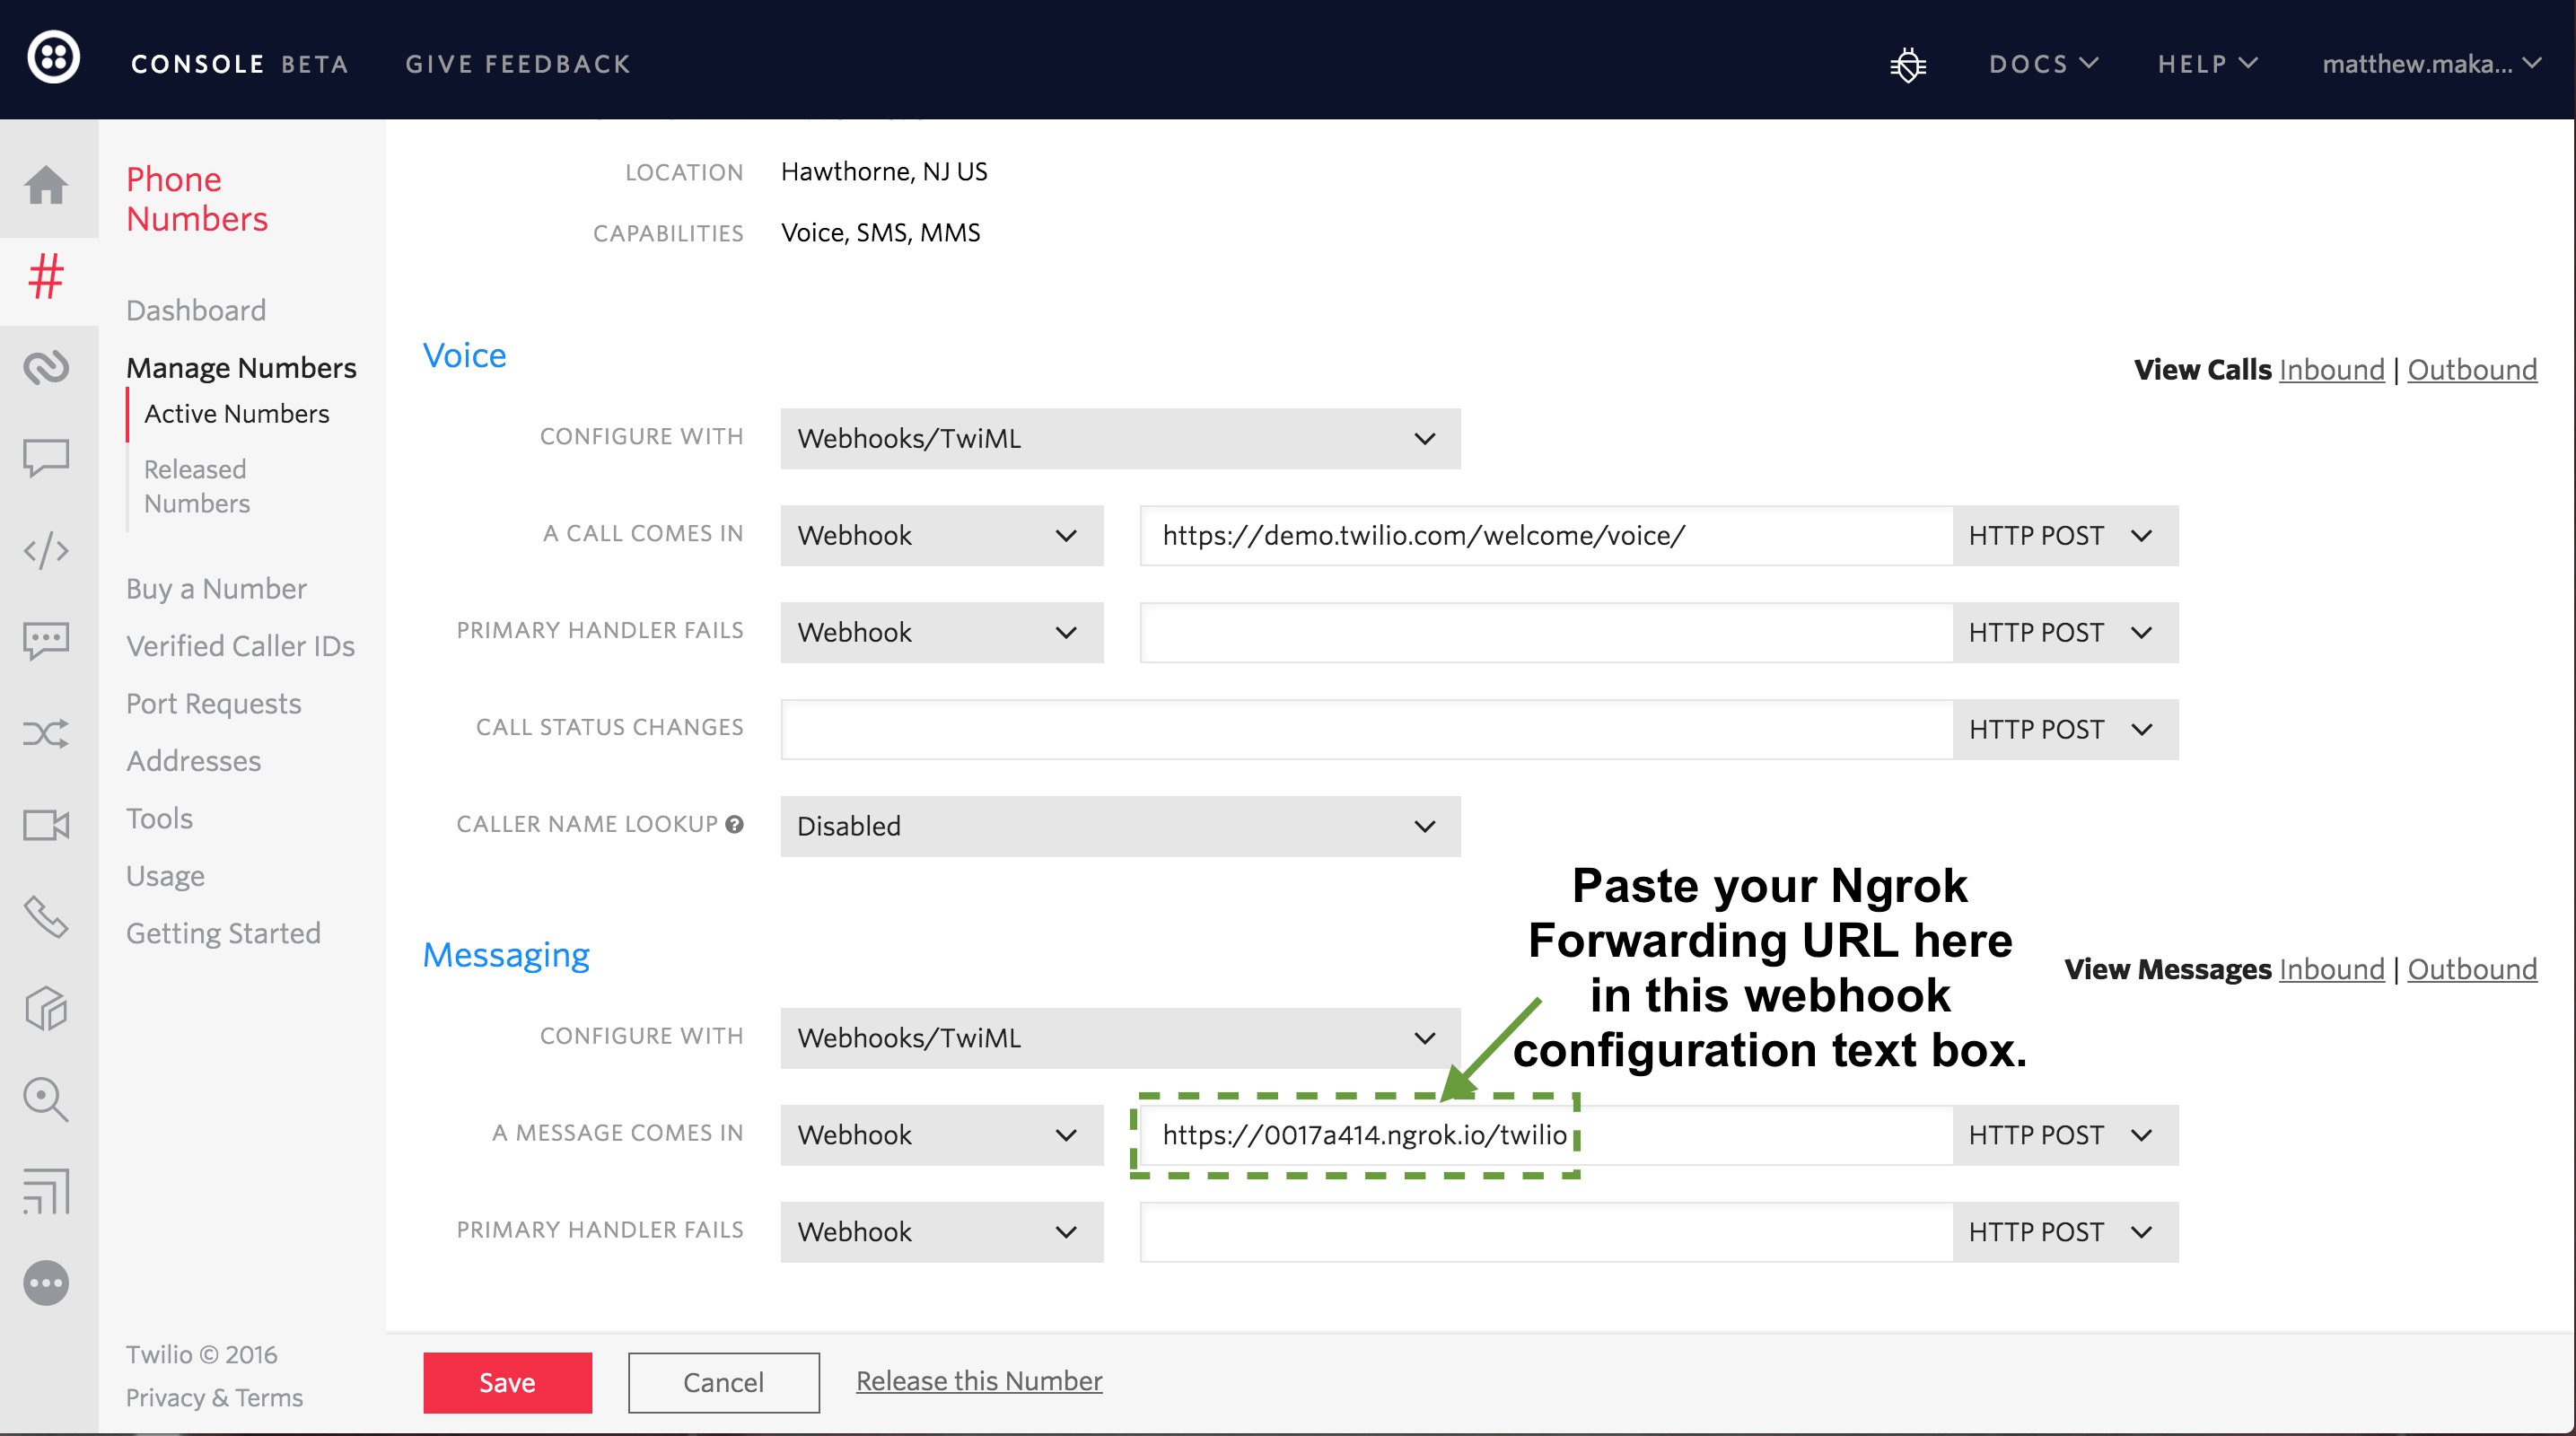 CONSOLE BETA GIVE FEEDBACK DOCS HELP matthew.maka...
Phone
Numbers
Dashboard
Manage Numbers
Active Numbers
Released
Numbers
Buy a Number
Verified Caller IDs
Port Requests
Addresses
Tools
Usage
Getting Started
Twilio © 2016
Privacy & Terms
LOCATION Hawthorne, NJ US
CAPABILITIES Voice, SMS, MMS
Voice
View Calls Inbound | Outbound
CONFIGURE WITH Webhooks/TwiML
A CALL COMES IN Webhook https://demo.twilio.com/welcome/voice/ HTTP POST
PRIMARY HANDLER FAILS Webhook HTTP POST
CALL STATUS CHANGES HTTP POST
CALLER NAME LOOKUP ? Disabled
Paste your Ngrok
Forwarding URL here
in this webhook
configuration text box.
Messaging
View Messages Inbound | Outbound
CONFIGURE WITH Webhooks/TwiML
A MESSAGE COMES IN Webhook https://0017a414.ngrok.io/twilio HTTP POST
PRIMARY HANDLER FAILS Webhook HTTP POST
Save Cancel Release this Number